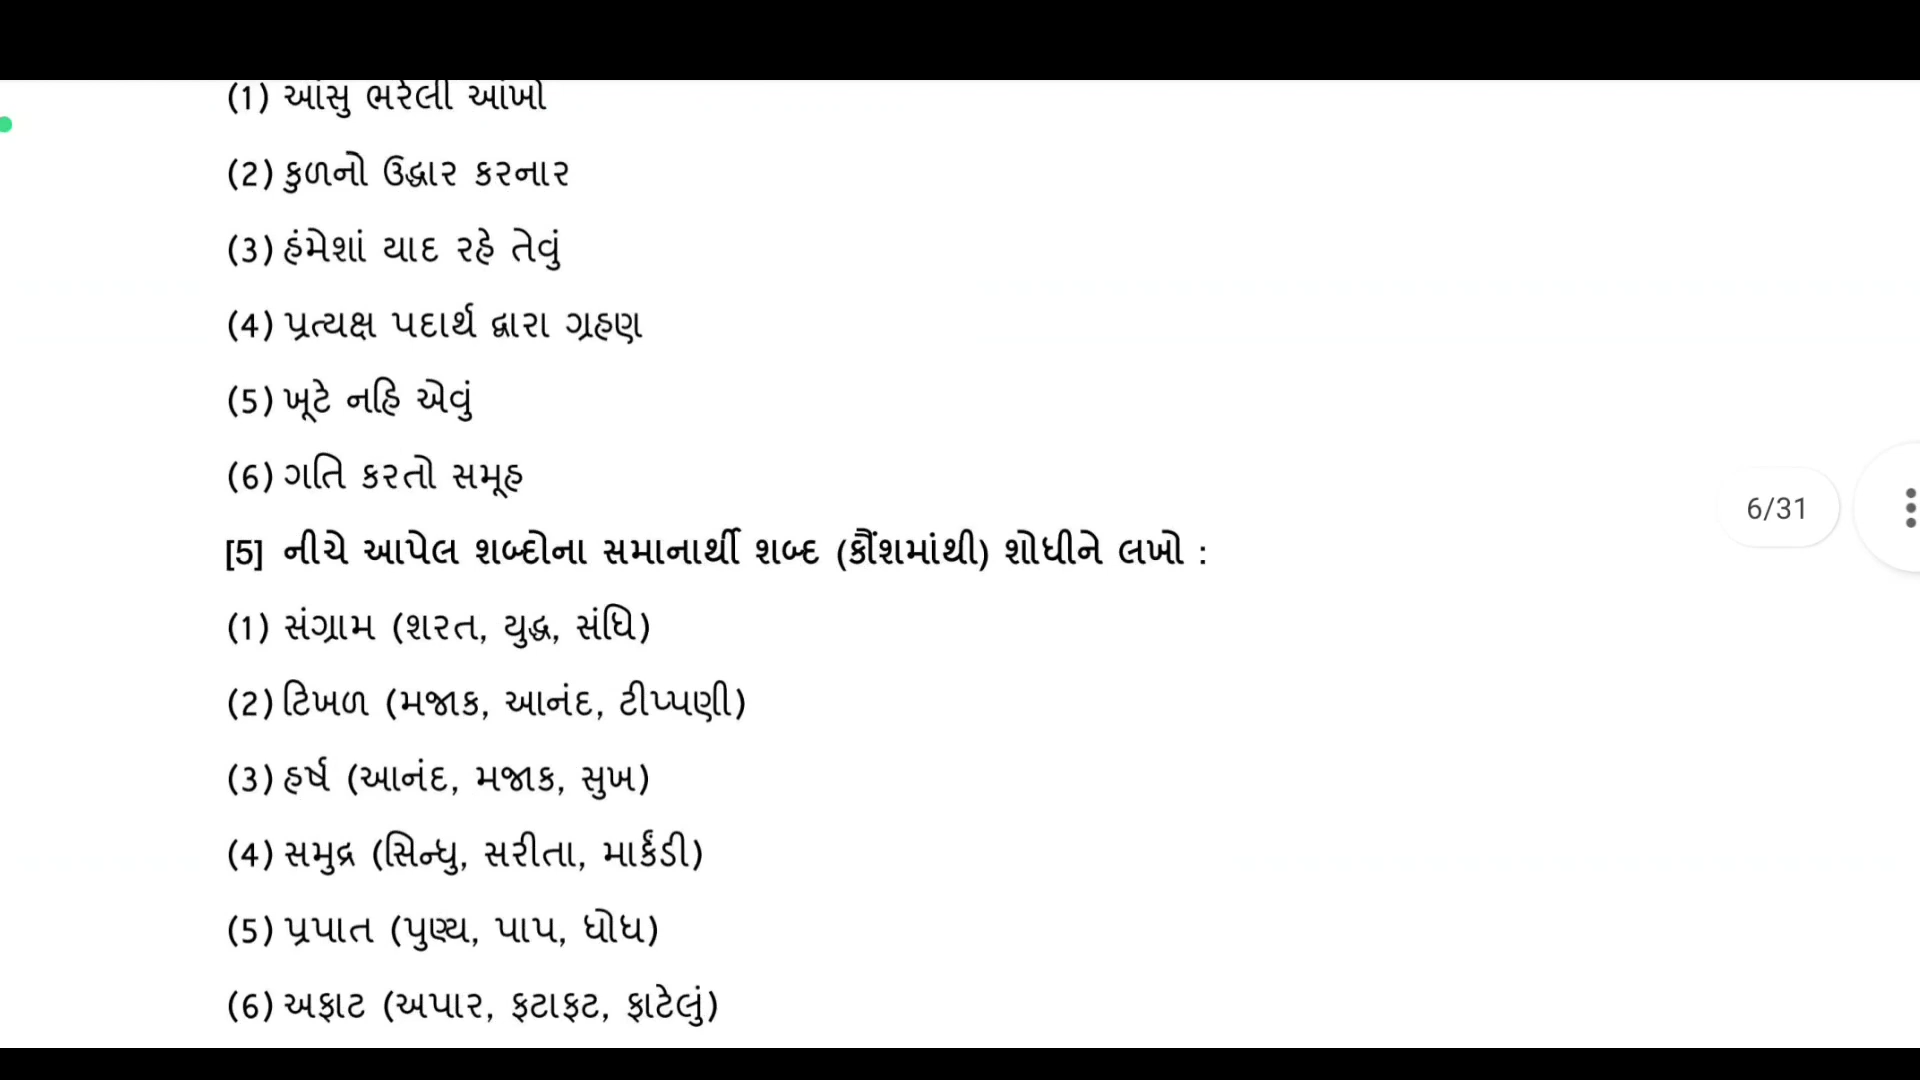 (1) આંસુ ભરેલી આંખો
(2) કુળનો ઉદ્ધાર કરનાર
(3) હંમેશાં યાદ રહે તેવું
(4) પ્રત્યક્ષ પદાર્થ દ્વારા ગ્રહણ
(5) ખૂટે નહિ એવું
(6) ગતિ કરતો સમૂહ
6/31
[5] નીચે આપેલ શબ્દોના સમાનાર્થી શબ્દ (કૌંશમાંથી) શોધીને લખો :
(1) સંગ્રામ (શરત, યુદ્ધ, સંધિ)
(2) ટિખળ (મજાક, આનંદ, ટીપ્પણી)
(3) હર્ષ (આનંદ, મજાક, સુખ)
(4) સમુદ્ર (સિન્ધુ, સરીતા, માર્કંડી)
(5) પ્રપાત (પુણ્ય, પાપ, ધોધ)
(6) અફાટ (અપાર, ફટાફટ, ફાટેલું)